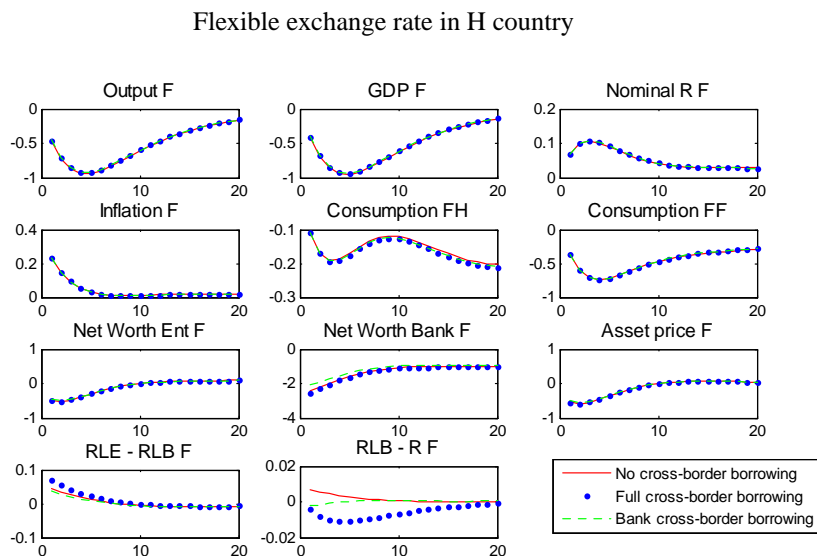 Flexible exchange rate in H country
Output F
GDP F
Nominal R F
0
-0.5
-1
0 10 20
0
-0.5
-1
0 10 20
0.2
0.1
0
0 10 20
Inflation F
Consumption FH
Consumption FF
0.4
0.2
0
0 10 20
-0.1
-0.2
-0.3
0 10 20
0
-0.5
-1
0 10 20
Net Worth Ent F
Net Worth Bank F
Asset price F
1
0
-1
0 10 20
0
-2
-4
0 10 20
1
0
-1
0 10 20
RLE - RLB F
RLB - R F
0.1
0
-0.1
0 10 20
0.02
0
-0.02
0 10 20
No cross-border borrowing
Full cross-border borrowing
Bank cross-border borrowing